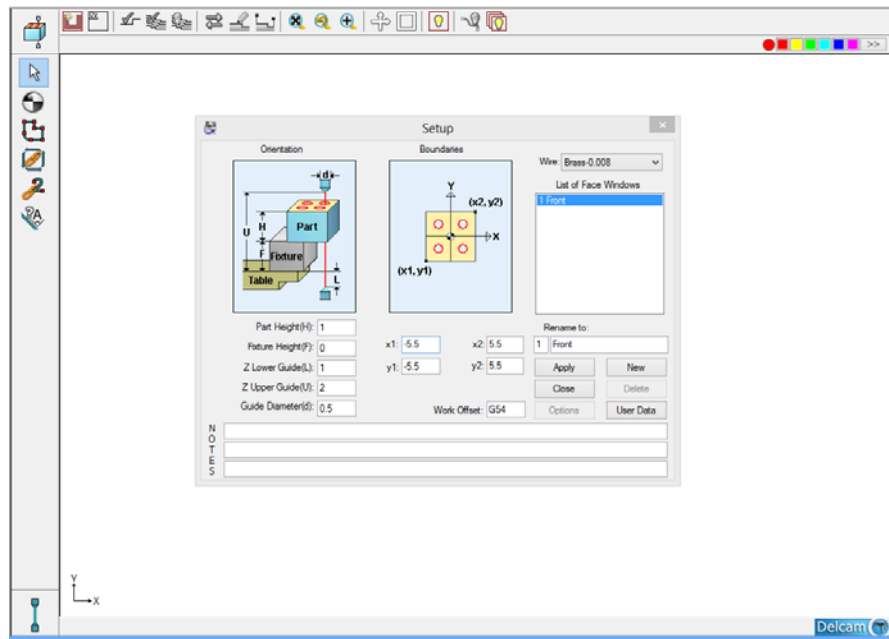 Setup
Orientation
Boundaries
Wire: Brass-0.008
List of Face Windows
1 Front
d
U
H
F
L
Part
Fixture
Table
Y
(x2, y2)
X
(x1, y1)
Part Height(H): 1
Fixture Height(F): 0
Z Lower Guide(L): 1
Z Upper Guide(U): 2
Guide Diameter(d): 0.5
x1: -5.5
x2: 5.5
y1: -5.5
y2: 5.5
Work Offset: G54
Rename to:
1 Front
Apply
New
Close
Delete
Options
User Data
NOTES
>>
Y
X
Delcam